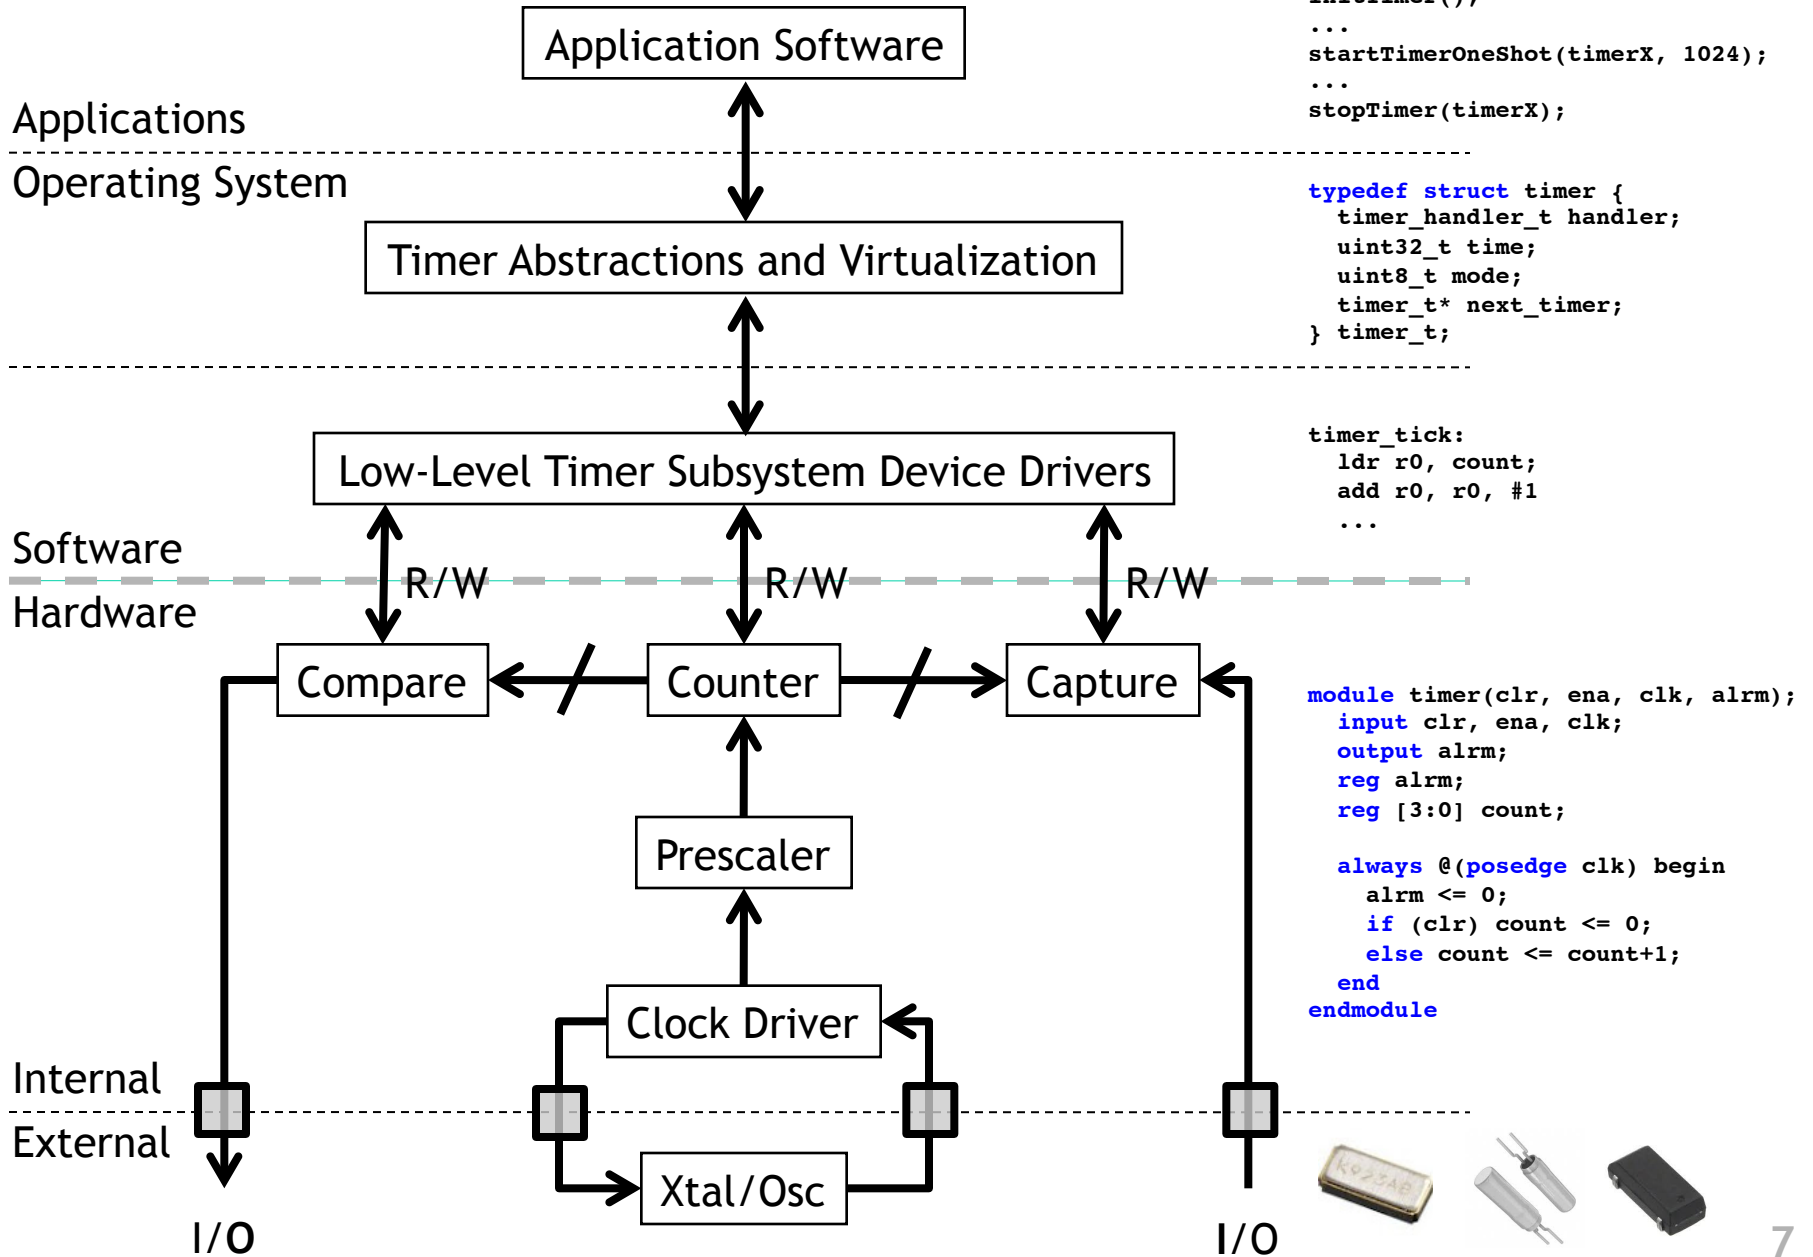 Application Software
Applications
Operating System
Timer Abstractions and Virtualization
Low-Level Timer Subsystem Device Drivers
Software
R/W R/W R/W
Hardware
Compare
Counter
Capture
Prescaler
Clock Driver
Internal
External
Xtal/Osc
I/O
I/O
...
startTimerOneShot(timerX, 1024);
...
stopTimer(timerX);
typedef struct timer {
timer_handler_t handler;
uint32_t time;
uint8_t mode;
timer_t* next_timer;
} timer_t;
timer_tick:
ldr r0, count;
add r0, r0, #1
...
module timer(clr, ena, clk, alrm);
input clr, ena, clk;
output alrm;
reg alrm;
reg [3:0] count;
always @(posedge clk) begin
alrm <= 0;
if (clr) count <= 0;
else count <= count+1;
end
endmodule
7